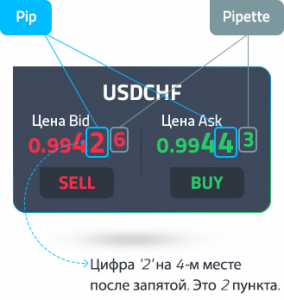 Pip Pipette
USDCHF
Цена Bid Цена Ask
0.99426 0.99443
SELL BUY
Цифра '2' на 4-м месте
после запятой. Это 2 пункта.